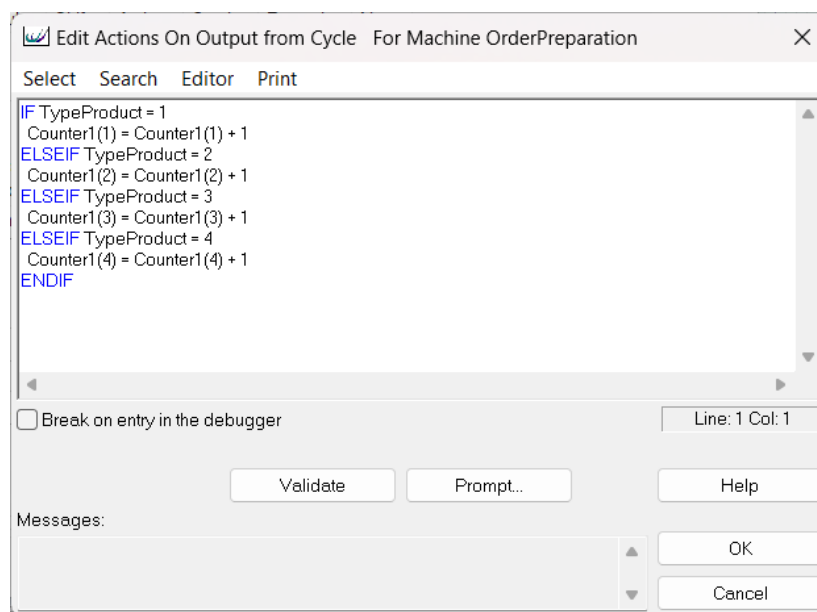 Edit Actions On Output from Cycle   For Machine OrderPreparation
Select Search Editor Print
IF TypeProduct = 1
 Counter1(1) = Counter1(1) + 1
ELSEIF TypeProduct = 2
 Counter1(2) = Counter1(2) + 1
ELSEIF TypeProduct = 3
 Counter1(3) = Counter1(3) + 1
ELSEIF TypeProduct = 4
 Counter1(4) = Counter1(4) + 1
ENDIF
Break on entry in the debugger
Line: 1 Col: 1
Validate
Prompt...
Help
Messages:
OK
Cancel